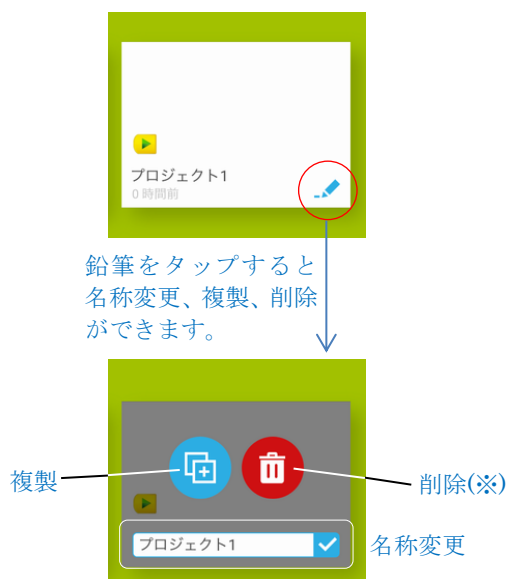 プロジェクト1
0 時間前
鉛筆をタップすると
名称変更、複製、削除
ができます。
複製
削除(※)
プロジェクト1
名称変更